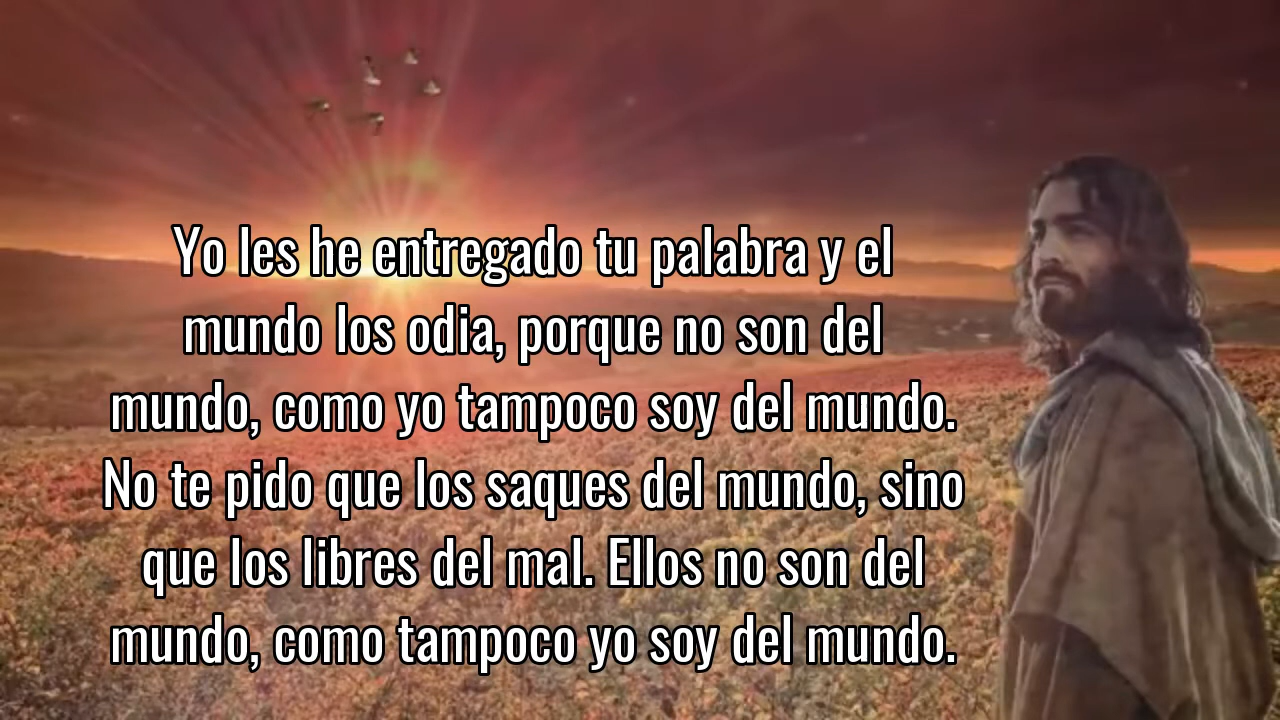 Yo les he entregado tu palabra y el
mundo los odia, porque no son del
mundo, como yo tampoco soy del mundo.
No te pido que los saques del mundo, sino
que los libres del mal. Ellos no son del
mundo, como tampoco yo soy del mundo.